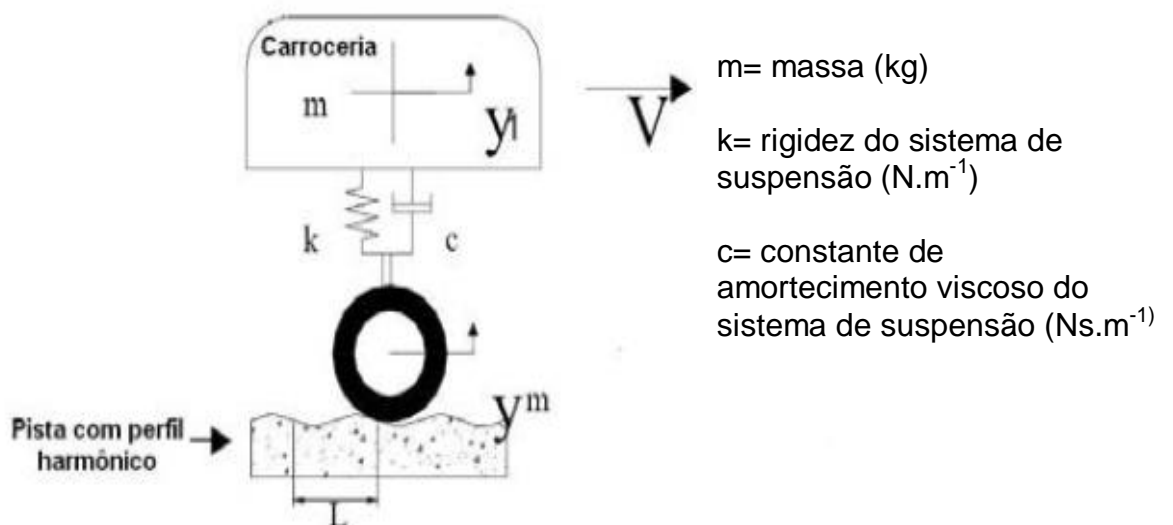 Carroceria
m
y1
V
k
c
y^m
Pista com perfil
harmônico
L
m= massa (kg)
k= rigidez do sistema de
suspensão (N.m^-1)
c= constante de
amortecimento viscoso do
sistema de suspensão (Ns.m^-1)